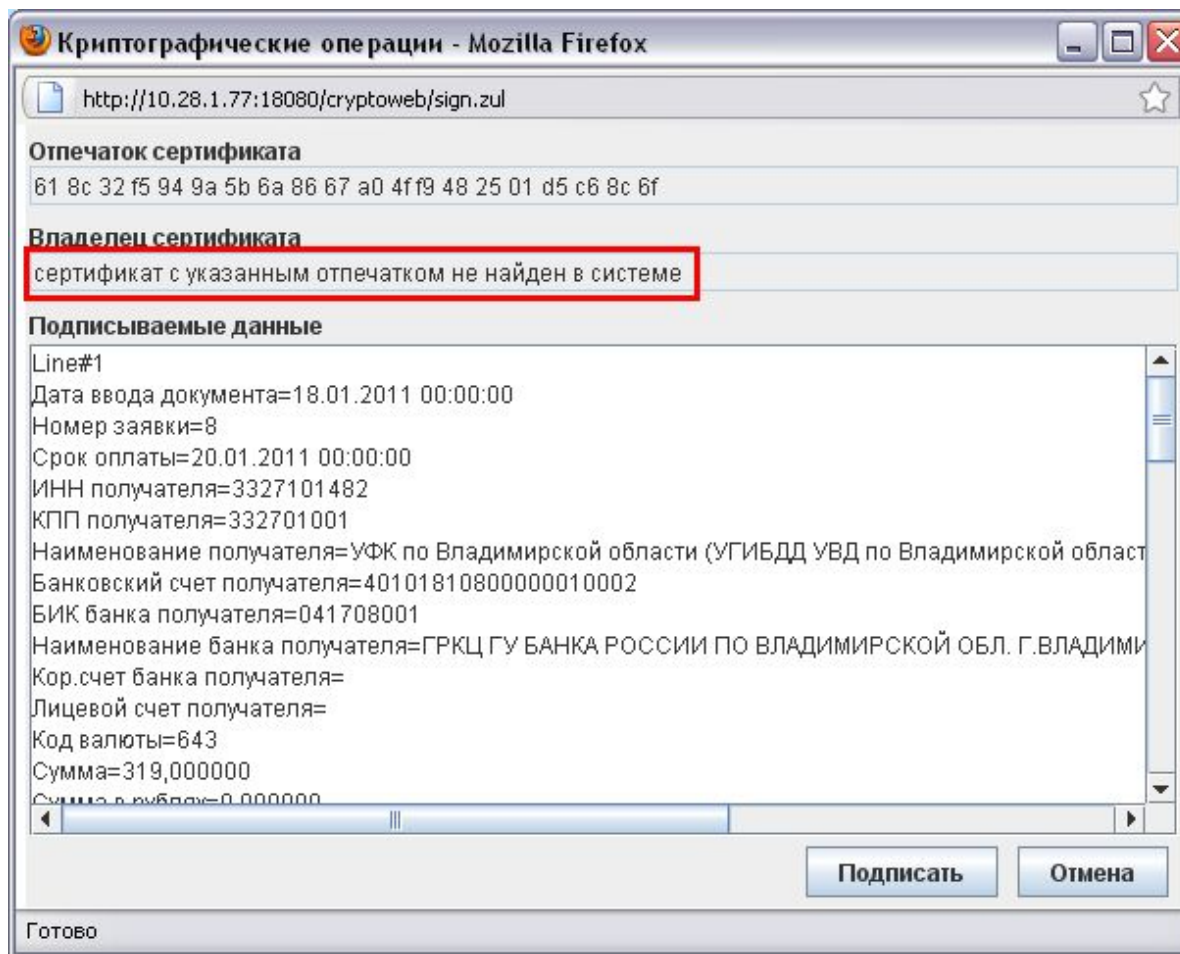 Криптографические операции - Mozilla Firefox
http://10.28.1.77:18080/cryptoweb/sign.zul
Отпечаток сертификата
61 8c 32 f5 94 9a 5b 6a 86 67 a0 4f f9 48 25 01 d5 c6 8c 6f
Владелец сертификата
сертификат с указанным отпечатком не найден в системе
Подписываемые данные
Line#1
Дата ввода документа=18.01.2011 00:00:00
Номер заявки=8
Срок оплаты=20.01.2011 00:00:00
ИНН получателя=3327101482
КПП получателя=332701001
Наименование получателя=УФК по Владимирской области (УГИБДД УВД по Владимирской област
Банковский счет получателя=40101810800000010002
БИК банка получателя=041708001
Наименование банка получателя=ГРКЦ ГУ БАНКА РОССИИ ПО ВЛАДИМИРСКОЙ ОБЛ. Г.ВЛАДИМИ
Кор.счет банка получателя=
Лицевой счет получателя=
Код валюты=643
Сумма=319,000000
Сумма в рублях=0,000000
Подписать
Отмена
Готово